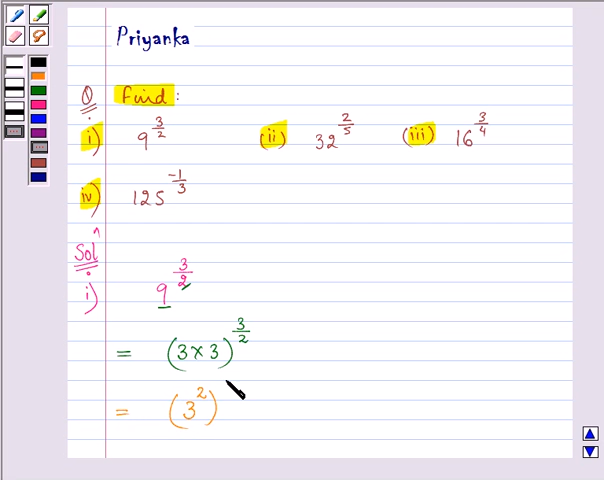 Priyanka
Q Find :
i) 9^{3/2} (ii) 32^{2/5} (iii) 16^{3/4}
iv) 125^{-1/3}
Sol^n
i) 9^{3/2}
= (3 × 3)^{3/2}
= (3^2)